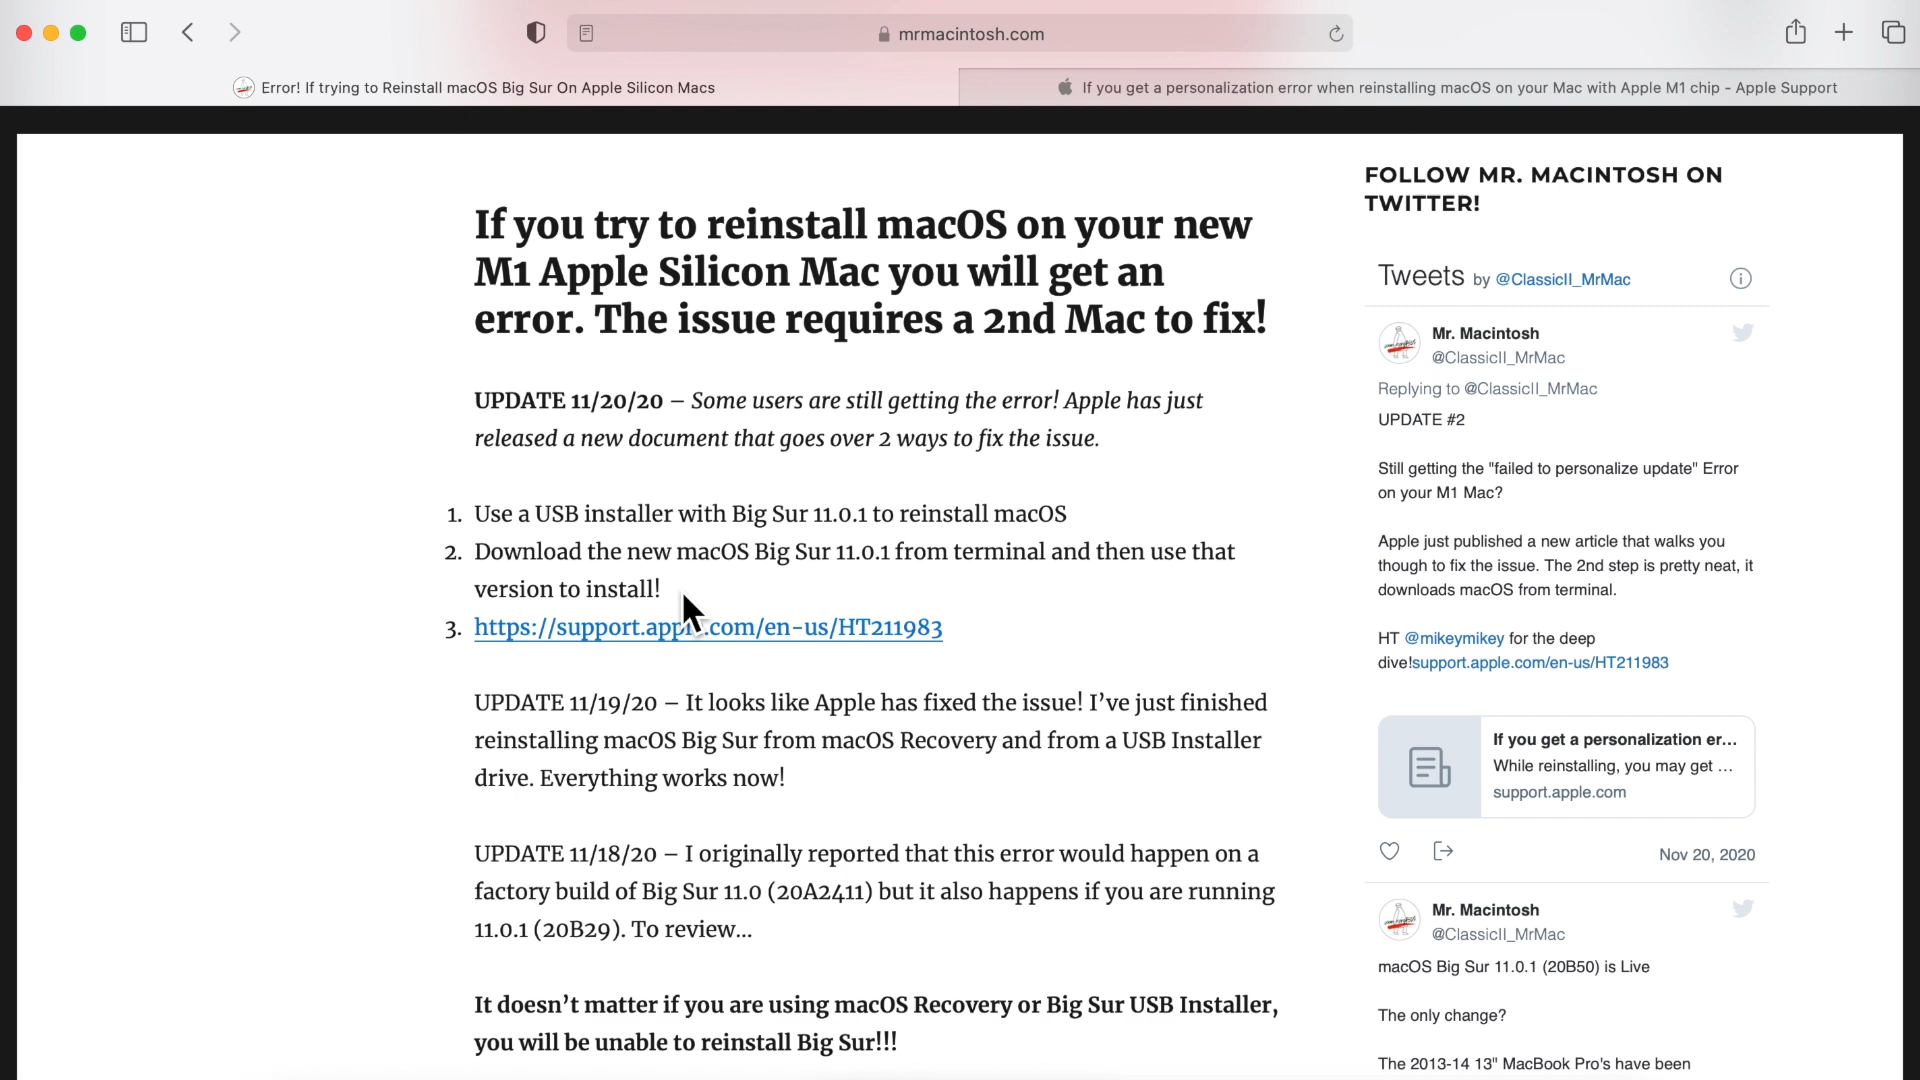 mrmacintosh.com
Error! If trying to Reinstall macOS Big Sur On Apple Silicon Macs
If you get a personalization error when reinstalling macOS on your Mac with Apple M1 chip - Apple Support
If you try to reinstall macOS on your new
M1 Apple Silicon Mac you will get an
error. The issue requires a 2nd Mac to fix!
UPDATE 11/20/20 – Some users are still getting the error! Apple has just
released a new document that goes over 2 ways to fix the issue.
1. Use a USB installer with Big Sur 11.0.1 to reinstall macOS
2. Download the new macOS Big Sur 11.0.1 from terminal and then use that
version to install!
3. https://support.apple.com/en-us/HT211983
UPDATE 11/19/20 – It looks like Apple has fixed the issue! I’ve just finished
reinstalling macOS Big Sur from macOS Recovery and from a USB Installer
drive. Everything works now!
UPDATE 11/18/20 – I originally reported that this error would happen on a
factory build of Big Sur 11.0 (20A2411) but it also happens if you are running
11.0.1 (20B29). To review…
It doesn’t matter if you are using macOS Recovery or Big Sur USB Installer,
you will be unable to reinstall Big Sur!!!
FOLLOW MR. MACINTOSH ON
TWITTER!
Tweets by @ClassicII_MrMac
Mr. Macintosh
@ClassicII_MrMac
Replying to @ClassicII_MrMac
UPDATE #2
Still getting the "failed to personalize update" Error
on your M1 Mac?
Apple just published a new article that walks you
though to fix the issue. The 2nd step is pretty neat, it
downloads macOS from terminal.
HT @mikeymikey for the deep
dive!support.apple.com/en-us/HT211983
If you get a personalization er...
While reinstalling, you may get ...
support.apple.com
Nov 20, 2020
Mr. Macintosh
@ClassicII_MrMac
macOS Big Sur 11.0.1 (20B50) is Live
The only change?
The 2013-14 13" MacBook Pro's have been